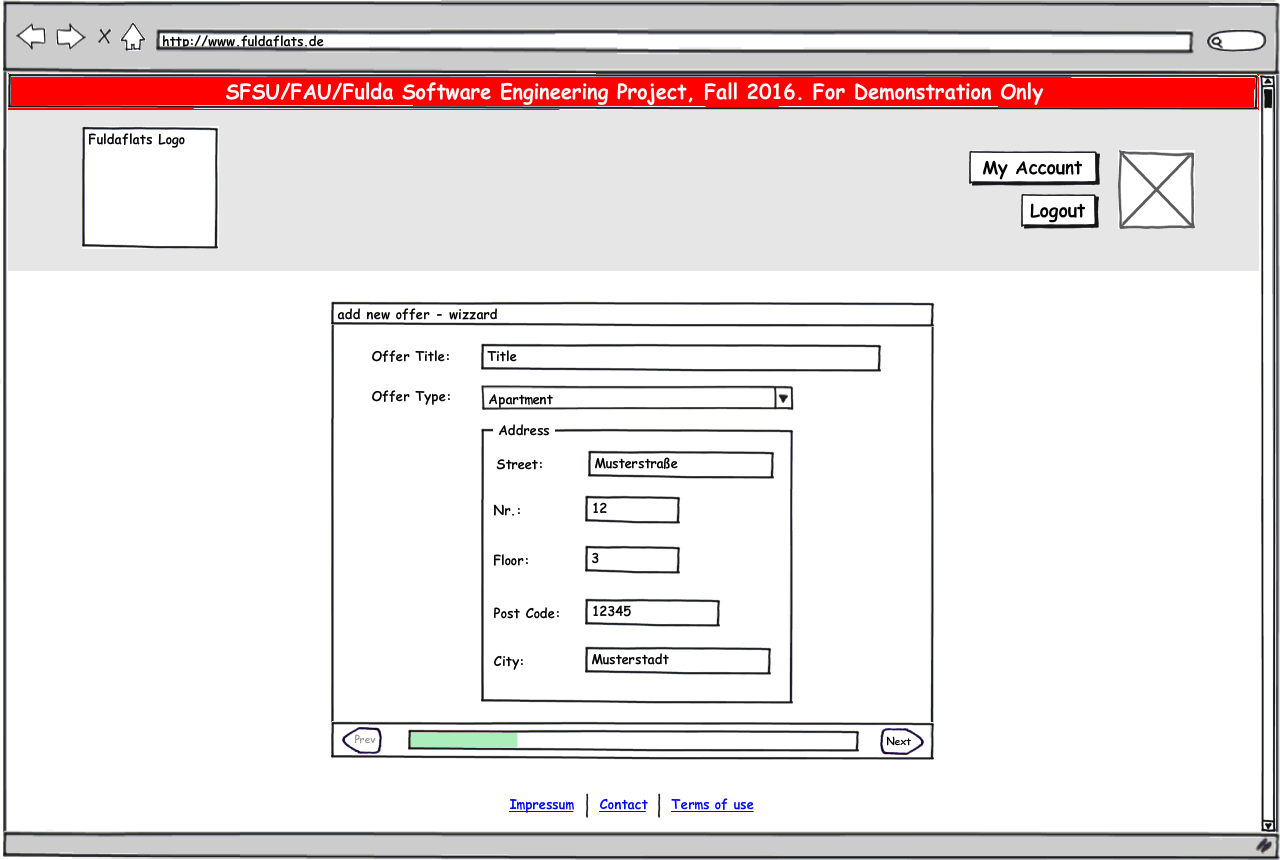 http://www.fuldaflats.de
SFSU/FAU/Fulda Software Engineering Project, Fall 2016. For Demonstration Only
Fuldaflats Logo
My Account
Logout
add new offer - wizzard
Offer Title: Title
Offer Type: Apartment
Address
Street: Musterstraße
Nr.: 12
Floor: 3
Post Code: 12345
City: Musterstadt
Prev Next
Impressum Contact Terms of use